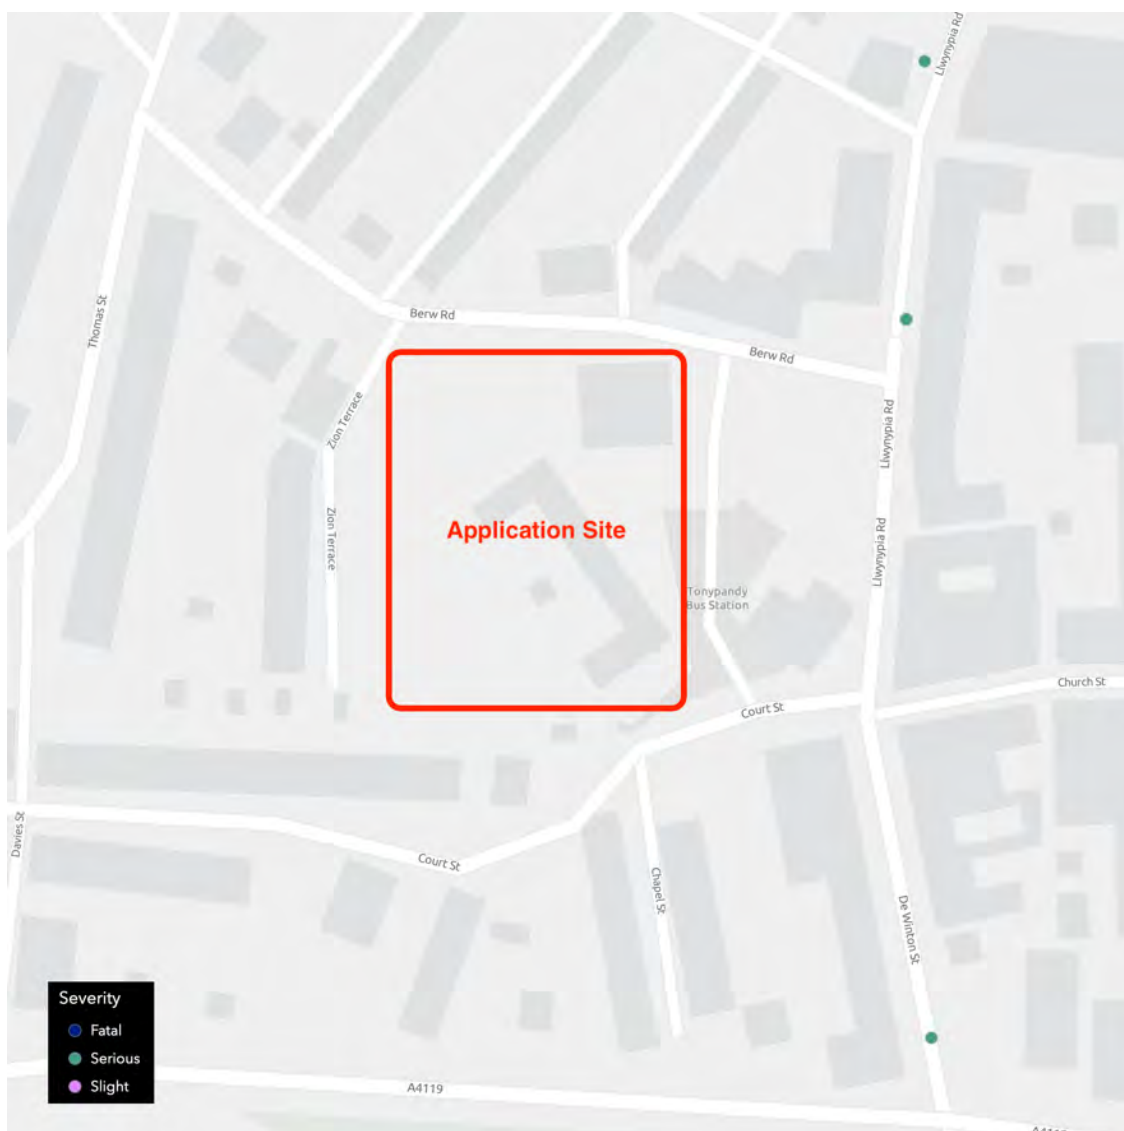 Llwynypia Rd
Thomas St
Berw Rd
Berw Rd
Zion Terrace
Llwynypia Rd
Application Site
Zion Terrace
Llwynypia Rd
Tonypandy
Bus Station
Church St
Court St
Davies St
Court St
Chapel St
De Winton St
Severity
Fatal
Serious
Slight
A4119